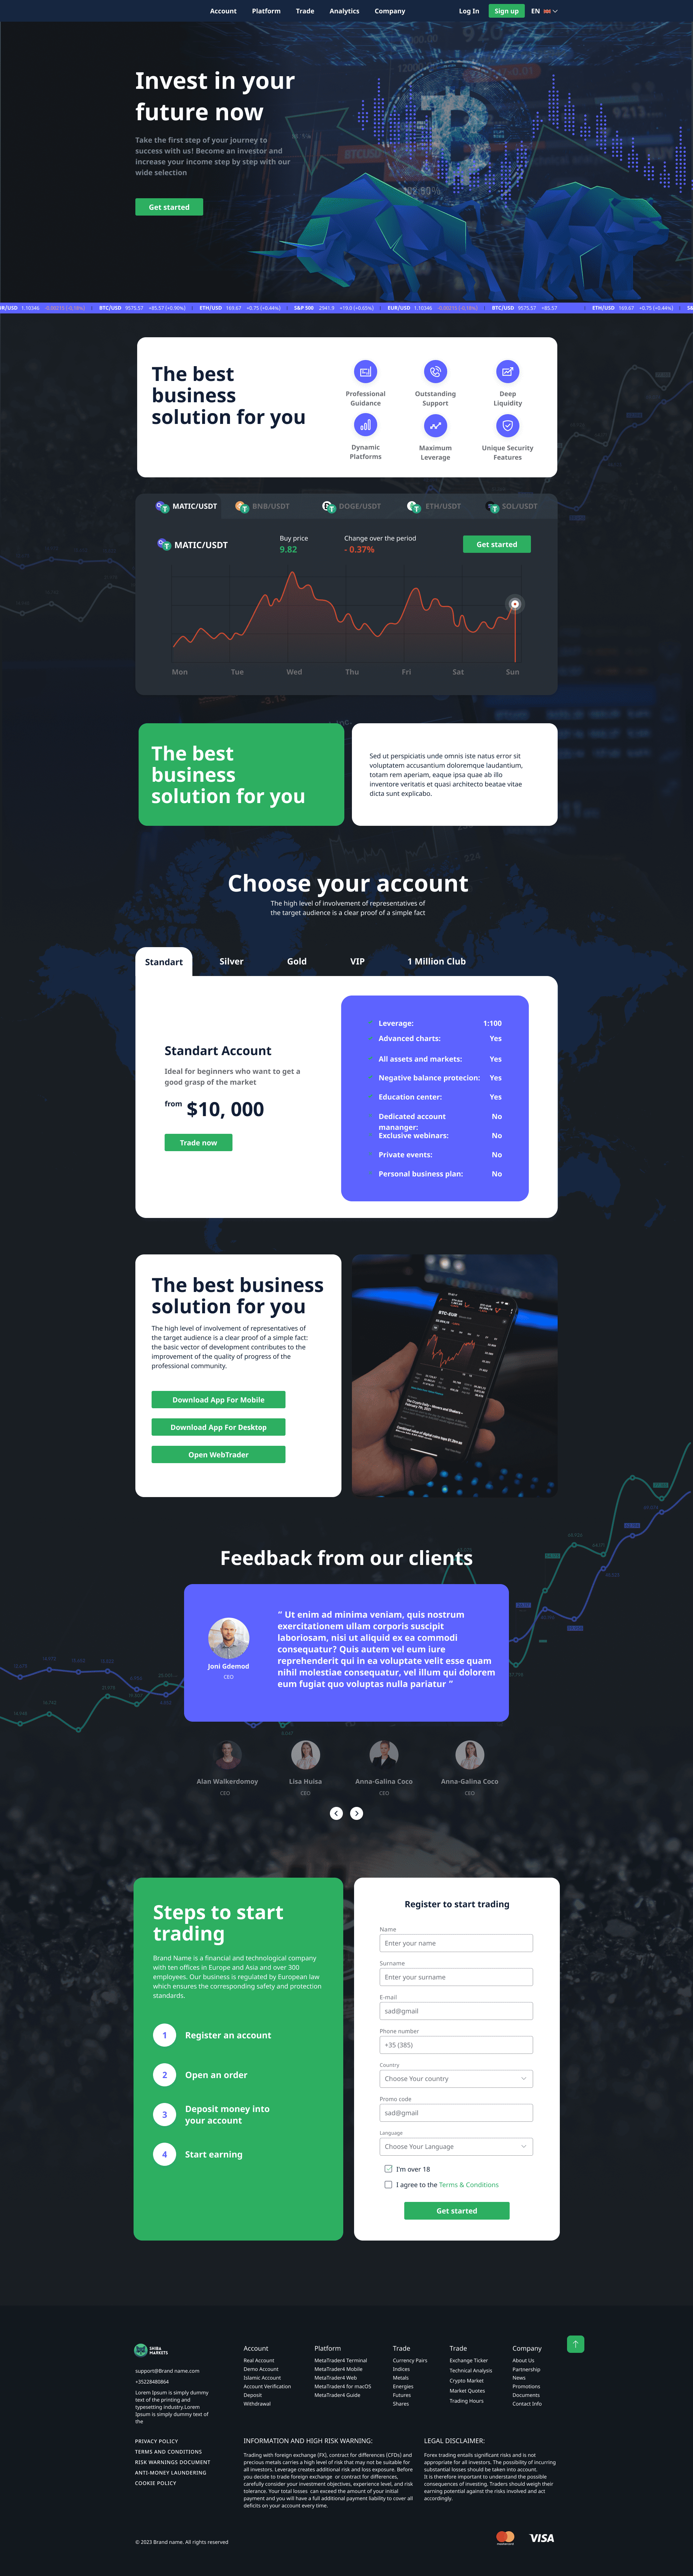 Account Platform Trade Analytics Company Log In Sign up EN
Invest in your
future now
Take the first step of your journey to
success with us! Become an investor and
increase your income step by step with our
wide selection
Get started
BTC/USD 9575.57 +85.57 (+0.90%) ETH/USD 169.67 +0.75 (+0.44%) S&P 500 2941.9 +19.0 (+0.65%) EUR/USD 1.10346 -0.00215 (-0.16%) BTC/USD 9575.57 +85.57 ETH/USD 169.67 +0.75 (+0.44%)
The best
business
solution for you
Professional
Guidance
Outstanding
Support
Deep
Liquidity
Dynamic
Platforms
Maximum
Leverage
Unique Security
Features
MATIC/USDT BNB/USDT DOGE/USDT ETH/USDT SOL/USDT
MATIC/USDT
Buy price
9.82
Change over the period
- 0.37%
Get started
Mon Tue Wed Thu Fri Sat Sun
The best
business
solution for you
Sed ut perspiciatis unde omnis iste natus error sit
voluptatem accusantium doloremque laudantium,
totam rem aperiam, eaque ipsa quae ab illo
inventore veritatis et quasi architecto beatae vitae
dicta sunt explicabo.
Choose your account
The high level of involvement of representatives of
the target audience is a clear proof of a simple fact
Standart Silver Gold VIP 1 Million Club
Standart Account
Ideal for beginners who want to get a
good grasp of the market
from $10, 000
Trade now
Leverage: 1:100
Advanced charts: Yes
All assets and markets: Yes
Negative balance protecion: Yes
Education center: Yes
Dedicated account No
mananger:
Exclusive webinars: No
Private events: No
Personal business plan: No
The best business
solution for you
The high level of involvement of representatives of
the target audience is a clear proof of a simple fact:
the basic vector of development contributes to the
improvement of the quality of progress of the
professional community.
Download App For Mobile
Download App For Desktop
Open WebTrader
BTC-EUR
Feedback from our clients
Joni Gdemod
CEO
" Ut enim ad minima veniam, quis nostrum
exercitationem ullam corporis suscipit
laboriosam, nisi ut aliquid ex ea commodi
consequatur? Quis autem vel eum iure
reprehenderit qui in ea voluptate velit esse quam
nihil molestiae consequatur, vel illum qui dolorem
eum fugiat quo voluptas nulla pariatur "
Alan Walkerdomoy Lisa Huisa Anna-Galina Coco Anna-Galina Coco
CEO CEO CEO CEO
Steps to start
trading
Brand Name is a financial and technological company
with ten offices in Europe and Asia and over 300
employees. Our business is regulated by European law
which ensures the corresponding safety and protection
standards.
1 Register an account
2 Open an order
3 Deposit money into
your account
4 Start earning
Register to start trading
Name
Enter your name
Surname
Enter your surname
E-mail
sad@gmail
Phone number
+35 (385)
Country
Choose Your country
Promo code
sad@gmail
Language
Choose Your Language
I'm over 18
I agree to the Terms & Conditions
Get started
SHIBA
MARKETS
support@Brand name.com
+35228480864
Lorem Ipsum is simply dummy
text of the printing and
typesetting industry.Lorem
Ipsum is simply dummy text of
the
Account
Real Account
Demo Account
Islamic Account
Account Verification
Deposit
Withdrawal
Platform
MetaTrader4 Terminal
MetaTrader4 Mobile
MetaTrader4 Web
MetaTrader4 for macOS
MetaTrader4 Guide
Trade
Currency Pairs
Indices
Metals
Energies
Futures
Shares
Trade
Exchange Ticker
Technical Analysis
Crypto Market
Market Quotes
Trading Hours
Company
About Us
Partnership
News
Promotions
Documents
Contact Info
PRIVACY POLICY
TERMS AND CONDITIONS
RISK WARNINGS DOCUMENT
ANTI-MONEY LAUNDERING
COOKIE POLICY
INFORMATION AND HIGH RISK WARNING:
Trading with foreign exchange (FX), contract for differences (CFDs) and
precious metals carries a high level of risk that may not be suitable for
all investors. Leverage creates additional risk and loss exposure. Before
you decide to trade foreign exchange or contract for differences,
carefully consider your investment objectives, experience level, and risk
tolerance. Your total losses can exceed the amount of your initial
payment and you will have a full additional payment liability to cover all
deficits on your account every time.
LEGAL DISCLAIMER:
Forex trading entails significant risks and is not
appropriate for all investors. The possibility of incurring
substantial losses should be taken into account.
It is therefore important to understand the possible
consequences of investing. Traders should weigh their
earning potential against the risks involved and act
accordingly.
© 2023 Brand name, All rights reserved
mastercard VISA